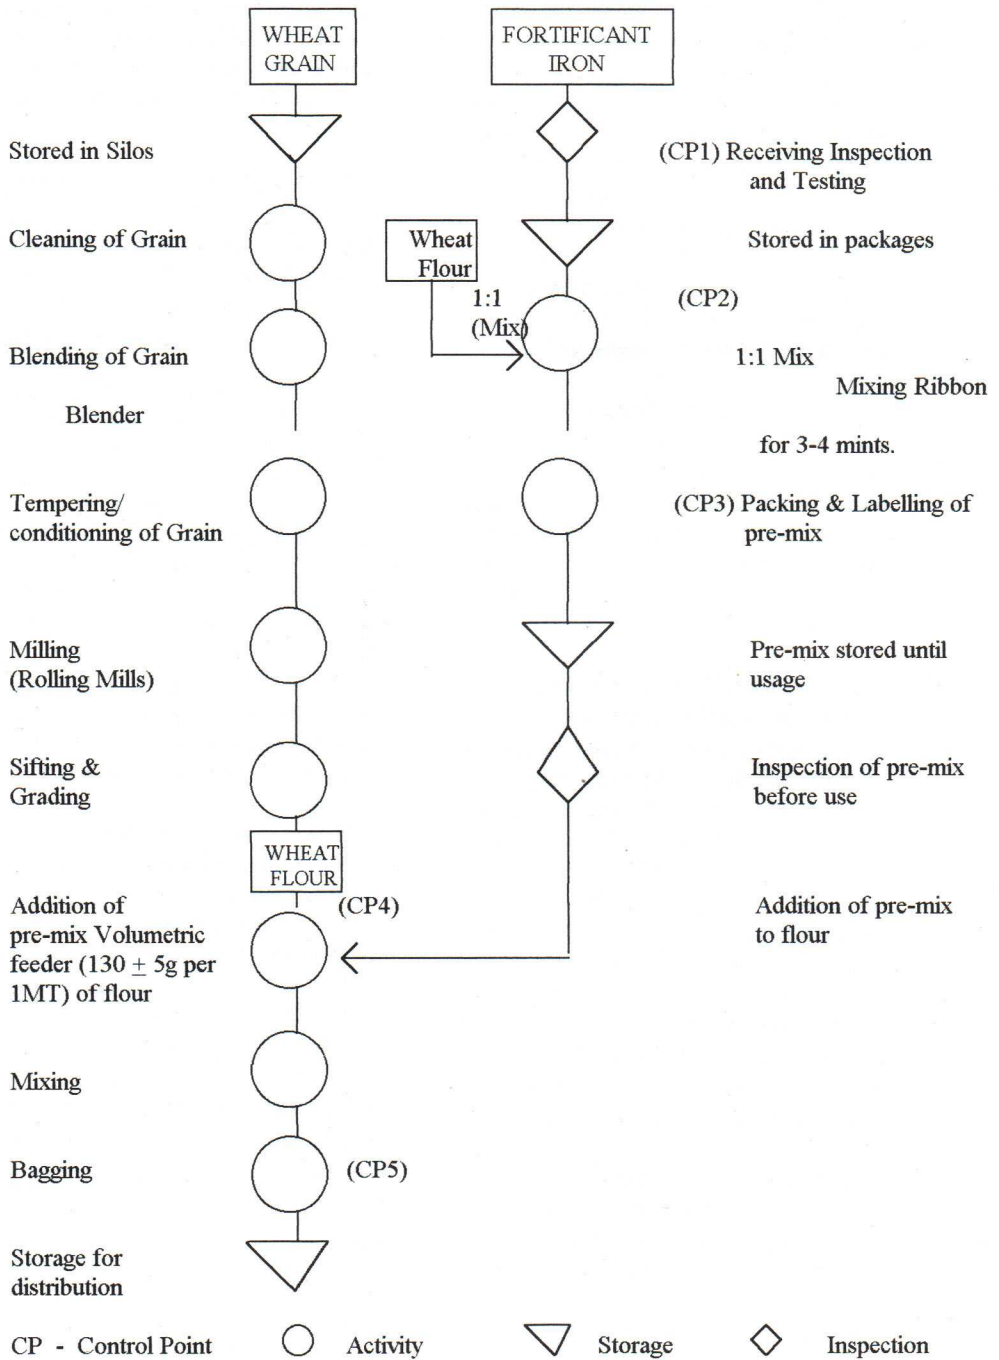 WHEAT
GRAIN
FORTIFICANT
IRON
Stored in Silos
(CP1) Receiving Inspection
and Testing
Cleaning of Grain
Wheat
Flour
Stored in packages
1:1
(Mix)
(CP2)
Blending of Grain
1:1 Mix
Mixing Ribbon
Blender
for 3-4 mints.
Tempering/
conditioning of Grain
(CP3) Packing & Labelling of
pre-mix
Milling
(Rolling Mills)
Pre-mix stored until
usage
Sifting &
Grading
Inspection of pre-mix
before use
WHEAT
FLOUR
Addition of
pre-mix Volumetric
feeder (130 ± 5g per
1MT) of flour
(CP4)
Addition of pre-mix
to flour
Mixing
Bagging
(CP5)
Storage for
distribution
CP - Control Point
Activity
Storage
Inspection